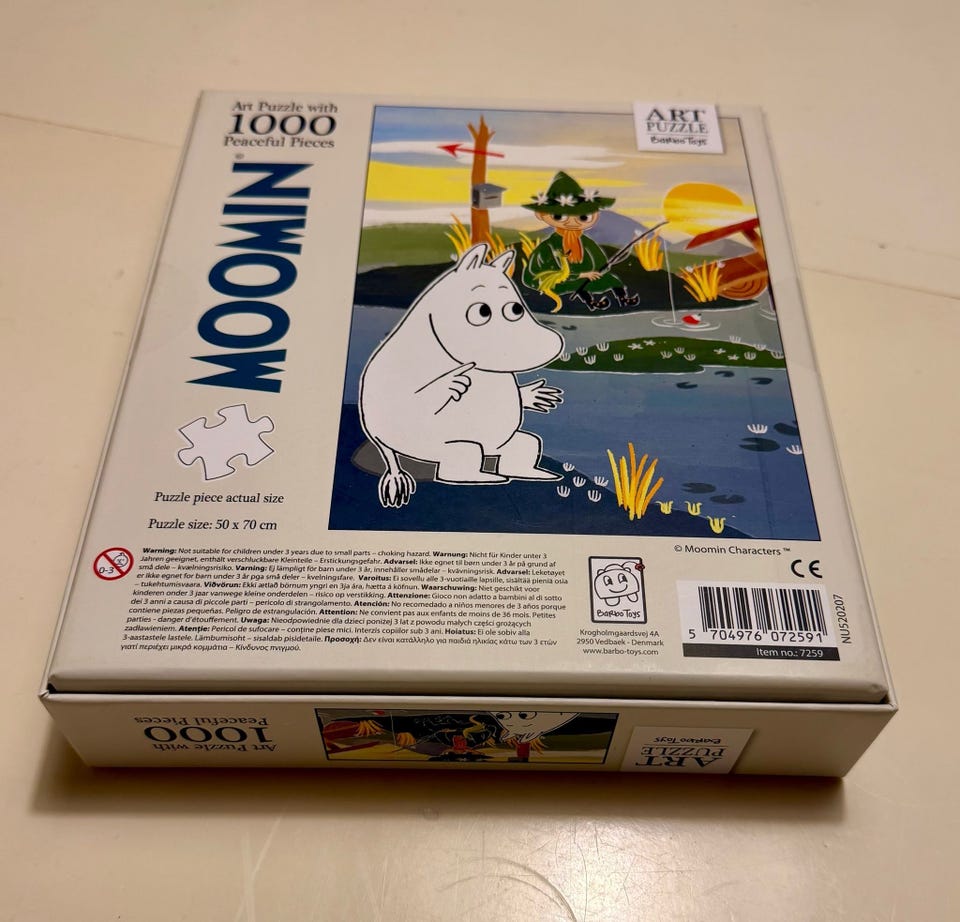 Art Puzzle with
1000
Peaceful Pieces
MOOMIN®
ART
PUZZLE
Barbo Toys
Puzzle piece actual size
Puzzle size: 50 x 70 cm
© Moomin Characters ™
0-3
Warning: Not suitable for children under 3 years due to small parts – choking hazard. Warnung: Nicht für Kinder unter 3
Jahren geeignet, enthält verschluckbare Kleinteile – Erstickungsgefahr. Advarsel: Ikke egnet til børn under 3 år på grund af
små dele – kvælningsrisiko. Varning: Ej lämpligt för barn under 3 år, innehåller smådelar – kvävningsrisk. Advarsel: Leketøyet
er ikke egnet for barn under 3 år pga små deler – kvelningsfare. Varoitus: Ei sovellu alle 3-vuotiaille lapsille, sisältää pieniä osia
– tukehtumisvaara. Viðvörun: Ekki ætlað börnum yngri en 3ja ára, hætta á köfnun. Waarschuwing: Niet geschikt voor
kinderen onder 3 jaar vanwege kleine onderdelen – risico op verstikking. Attenzione: Gioco non adatto a bambini al di sotto
dei 3 anni a causa di piccole parti – pericolo di strangolamento. Atención: No recomedado a niños menores de 3 años porque
contiene piezas pequeñas. Peligro de estrangulación. Attention: Ne convient pas aux enfants de moins de 36 mois. Petites
parties - danger d'étouffement. Uwaga: Nieodpowiednie dla dzieci poniżej 3 lat z powodu małych części grożących
zadławieniem. Atenție: Pericol de sufocare – conține piese mici. Interzis copiilor sub 3 ani. Hoiatus: Ei ole sobiv alla
3-aastastele lastele. Lämbumisoht – sisaldab pisidetaile. Προσοχή: Δεν είναι κατάλληλο για παιδιά ηλικίας κάτω των 3 ετών
γιατί περιέχει μικρά κομμάτια – Κίνδυνος πνιγμού.
BARBO TOYS
Krogholmgaardsvej 4A
2950 Vedbaek - Denmark
www.barbo-toys.com
CE
5 704976 072591
Item no.: 7259
NU520207
Art Puzzle with
1000
Peaceful Pieces
ART
PUZZLE
Barbo Toys